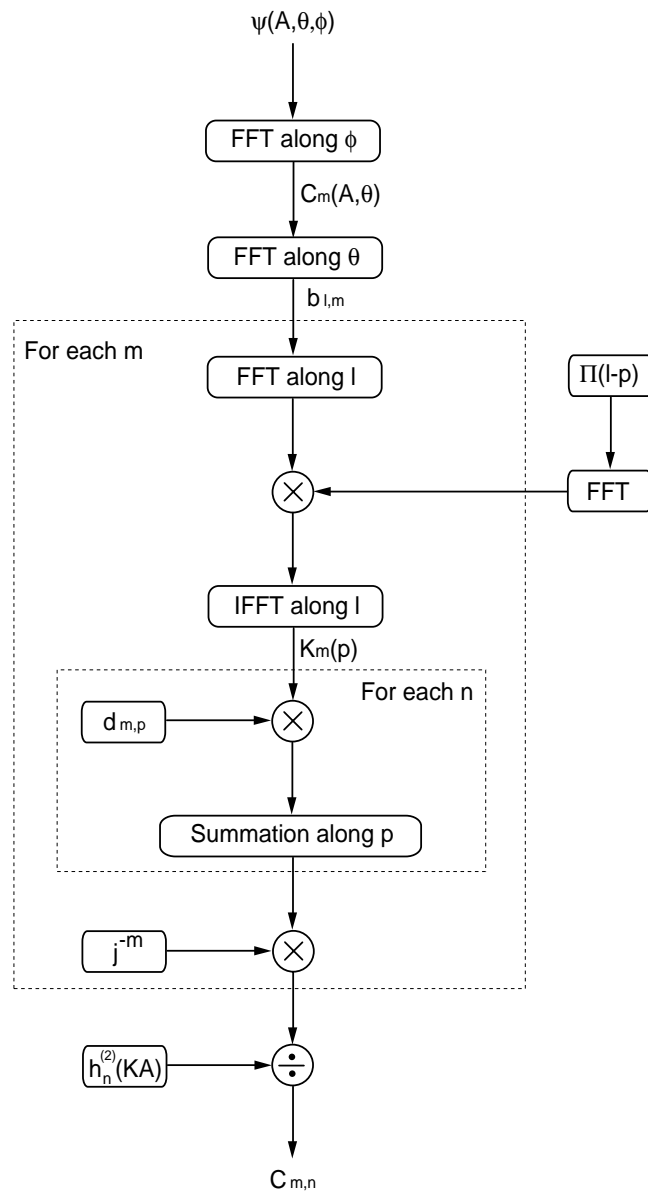 ψ(A,θ,ϕ)
FFT along ϕ
Cm(A,θ)
FFT along θ
b l,m
For each m
FFT along l
Π(l-p)
×
FFT
IFFT along l
Km(p)
For each n
d m,p
×
Summation along p
j-m
×
h(2)n(KA)
÷
C m,n